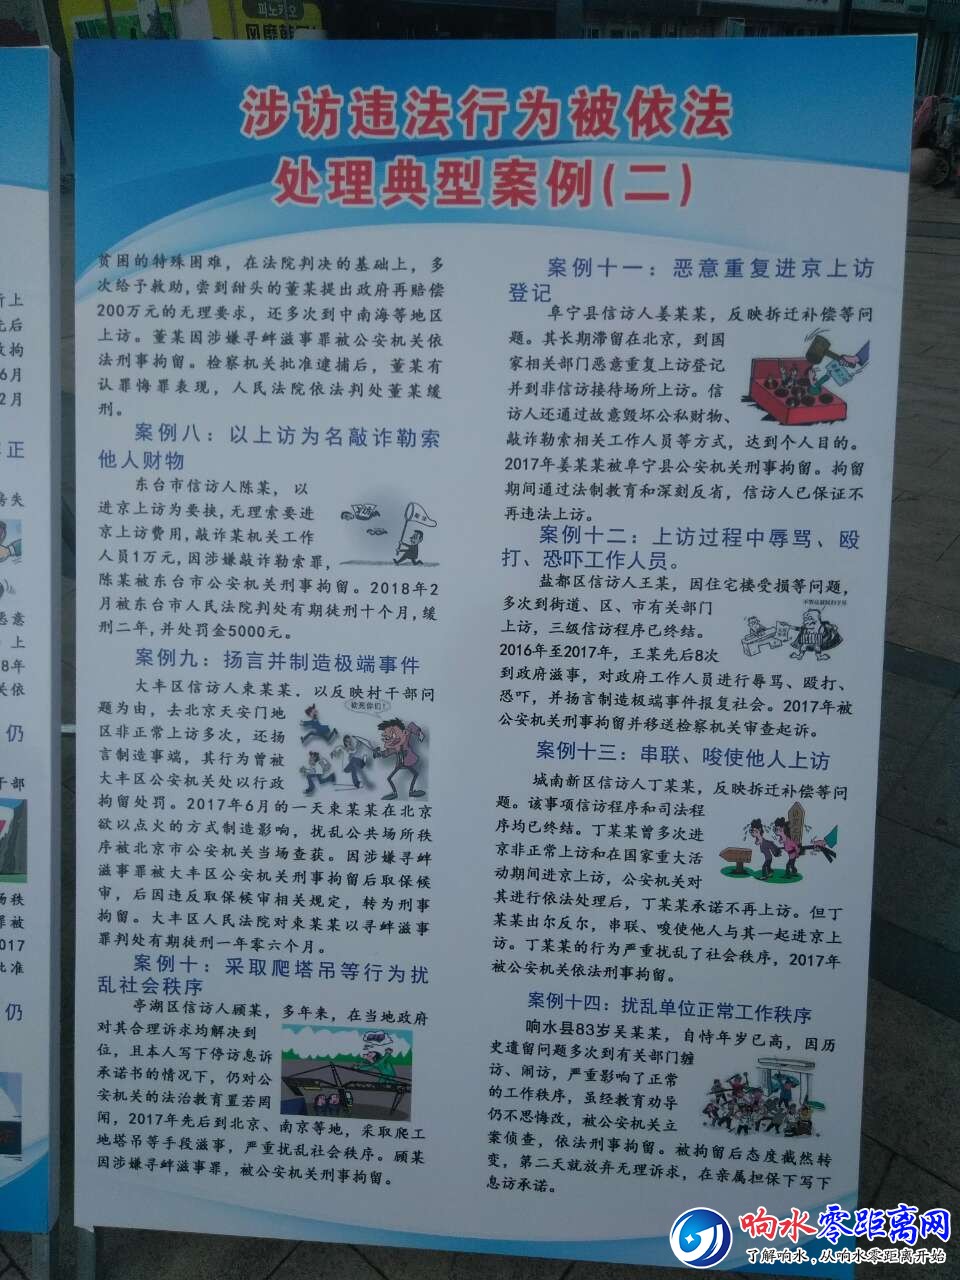 피노키오
涉访违法行为被依法
处理典型案例(二)
贫困的特殊困难，在法院判决的基础上，多
次给予救助,尝到甜头的董某提出政府再赔偿
200万元的无理要求，还多次到中南海等地区
上访。董某因涉嫌寻衅滋事罪被公安机关依
法刑事拘留。检察机关批准逮捕后，董某有
认罪悔罪表现，人民法院依法判处董某缓
刑。
案例八：以上访为名敲诈勒索
他人财物
东台市信访人陈某，以
进京上访为要挟,无理索要进
京上访费用,敲诈某机关工作
人员1万元,因涉嫌敲诈勒索罪,
陈某被东台市公安机关刑事拘留。2018年2
月被东台市人民法院判处有期徒刑十个月,缓
刑二年,并处罚金5000元。
案例九：扬言并制造极端事件
大丰区信访人束某某．以反映村干部问
题为由，去北京天安门地
区非正常上访多次，还扬
言制造事端，其行为曾被
大丰区公安机关处以行政
拘留处罚。2017年6月的一天束某某在北京
欲以点火的方式制造影响，扰乱公共场所秩
序被北京市公安机关当场查获。因涉嫌寻衅
滋事罪被大丰区公安机关刑事拘留后取保候
审，后因违反取保候审相关规定，转为刑事
拘留。大丰区人民法院对束某某以寻衅滋事
罪判处有期徒刑一年零六个月。
案例十：采取爬塔吊等行为扰
乱社会秩序
亭湖区信访人顾某，多年来，在当地政府
对其合理诉求均解决到
位，且本人写下停访息诉
承诺书的情况下，仍对公
安机关的法治教育置若罔
闻，2017年先后到北京、南京等地，采取爬工
地塔吊等手段滋事，严重扰乱社会秩序。顾某
因涉嫌寻衅滋事罪，被公安机关刑事拘留。
案例十一：恶意重复进京上访
登记
阜宁县信访人姜某某，反映拆迁补偿等问
题。其长期滞留在北京，到国
家相关部门恶意重复上访登记
并到非信访接待场所上访。信
访人还通过故意毁坏公私财物、
敲诈勒索相关工作人员等方式，达到个人目的。
2017年姜某某被阜宁县公安机关刑事拘留。拘留
期间通过法制教育和深刻反省，信访人已保证不
再违法上访。
案例十二：上访过程中辱骂、殴
打、恐吓工作人员。
盐都区信访人王某，因住宅楼受损等问题，
多次到街道、区、市有关部门
上访，三级信访程序已终结。
2016年至2017年，王某先后8次
到政府滋事，对政府工作人员进行辱骂、殴打、
恐吓，并扬言制造极端事件报复社会。2017年被
公安机关刑事拘留并移送检察机关审查起诉。
案例十三：串联、唆使他人上访
城南新区信访人丁某某，反映拆迁补偿等问
题。该事项信访程序和司法程
序均已终结。丁某某曾多次进
京非正常上访和在国家重大活
动期间进京上访，公安机关对
其进行依法处理后，丁某某承诺不再上访。但丁
某某出尔反尔，串联、唆使他人与其一起进京上
访。丁某某的行为严重扰乱了社会秩序，2017年
被公安机关依法刑事拘留。
案例十四：扰乱单位正常工作秩序
响水县83岁吴某某，自恃年岁已高，因历
史遗留问题多次到有关部门缠
访、闹访，严重影响了正常
的工作秩序，虽经教育劝导
仍不思悔改，被公安机关立
案侦查，依法刑事拘留。被拘留后态度截然转
变，第二天就放弃无理诉求，在亲属担保下写下
息访承诺。
响水零距离网
了解响水,从响水零距离开始